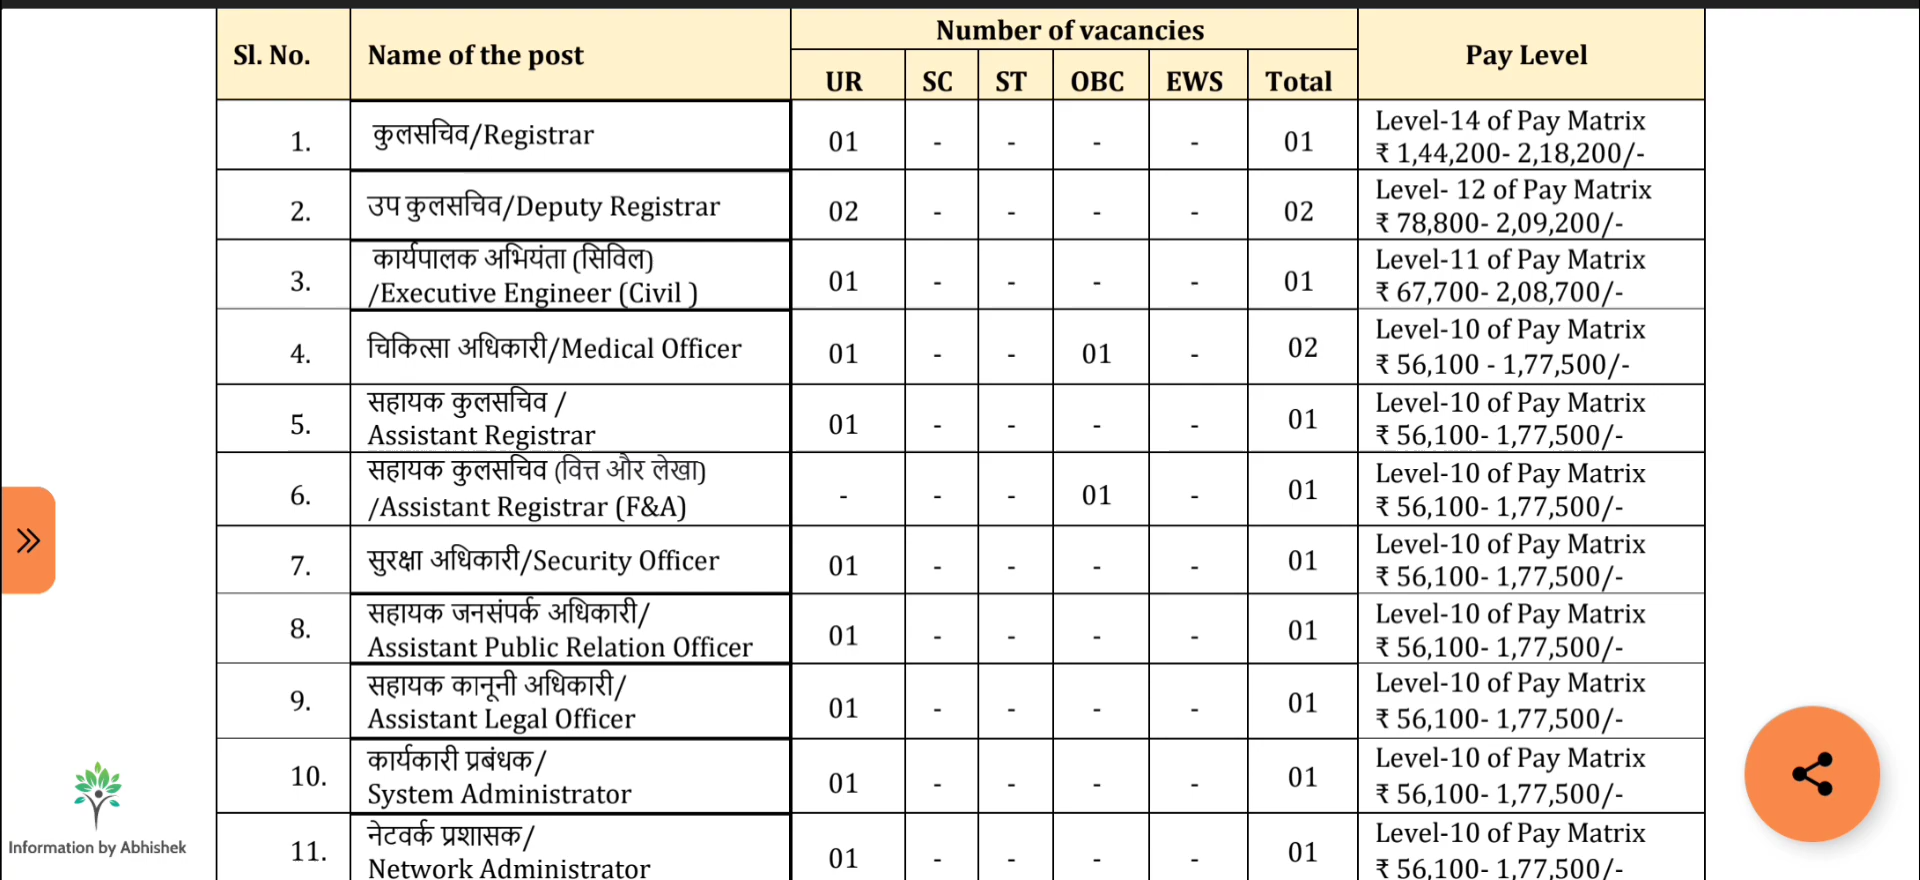 Sl. No. Name of the post Number of vacancies Pay Level
UR SC ST OBC EWS Total
1. कुलसचिव/Registrar 01 - - - - 01 Level-14 of Pay Matrix
₹ 1,44,200- 2,18,200/-
2. उप कुलसचिव/Deputy Registrar 02 - - - - 02 Level- 12 of Pay Matrix
₹ 78,800- 2,09,200/-
3. कार्यपालक अभियंता (सिविल)
/Executive Engineer (Civil ) 01 - - - - 01 Level-11 of Pay Matrix
₹ 67,700- 2,08,700/-
4. चिकित्सा अधिकारी/Medical Officer 01 - - 01 - 02 Level-10 of Pay Matrix
₹ 56,100 - 1,77,500/-
5. सहायक कुलसचिव /
Assistant Registrar 01 - - - - 01 Level-10 of Pay Matrix
₹ 56,100- 1,77,500/-
6. सहायक कुलसचिव (वित्त और लेखा)
/Assistant Registrar (F&A) - - - 01 - 01 Level-10 of Pay Matrix
₹ 56,100- 1,77,500/-
7. सुरक्षा अधिकारी/Security Officer 01 - - - - 01 Level-10 of Pay Matrix
₹ 56,100- 1,77,500/-
8. सहायक जनसंपर्क अधिकारी/
Assistant Public Relation Officer 01 - - - - 01 Level-10 of Pay Matrix
₹ 56,100- 1,77,500/-
9. सहायक कानूनी अधिकारी/
Assistant Legal Officer 01 - - - - 01 Level-10 of Pay Matrix
₹ 56,100- 1,77,500/-
10. कार्यकारी प्रबंधक/
System Administrator 01 - - - - 01 Level-10 of Pay Matrix
₹ 56,100- 1,77,500/-
11. नेटवर्क प्रशासक/
Network Administrator 01 - - - - 01 Level-10 of Pay Matrix
₹ 56,100- 1,77,500/-
Information by Abhishek